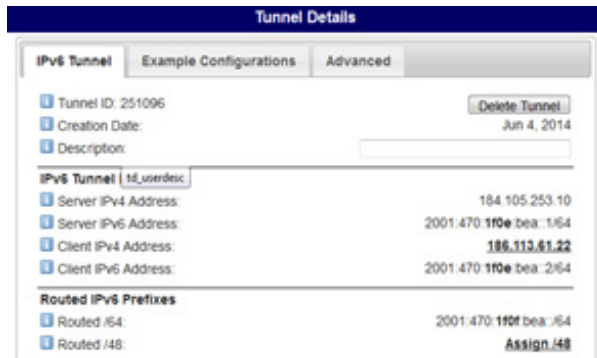 Tunnel Details
IPv6 Tunnel Example Configurations Advanced
Tunnel ID: 251096 Delete Tunnel
Creation Date: Jun 4, 2014
Description:
IPv6 Tunnel td_userdesc
Server IPv4 Address: 184.105.253.10
Server IPv6 Address: 2001:470:1f0e:bea::1/64
Client IPv4 Address: 186.113.61.22
Client IPv6 Address: 2001:470:1f0e:bea::2/64
Routed IPv6 Prefixes
Routed /64: 2001:470:1f0f:bea::/64
Routed /48: Assign /48